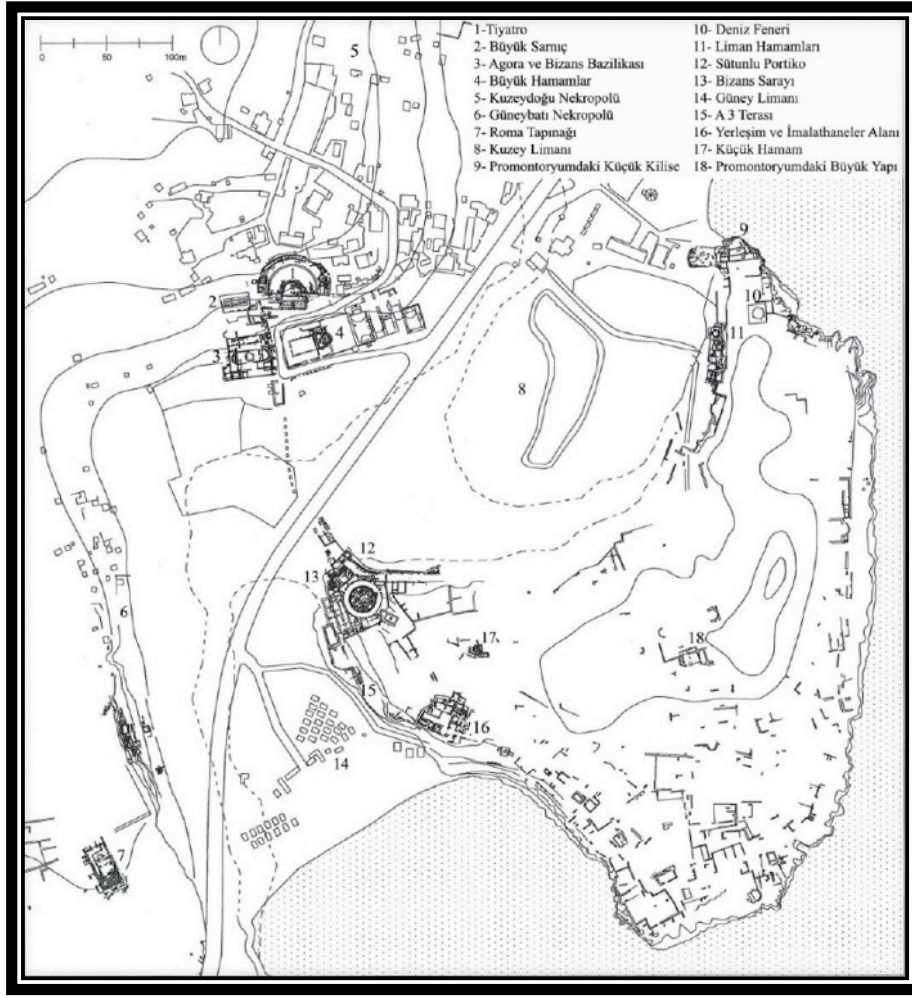 0 50 100m
1-Tiyatro
2- Büyük Sarnıç
3- Agora ve Bizans Bazilikası
4- Büyük Hamamlar
5- Kuzeydoğu Nekropolü
6- Güneybatı Nekropolü
7- Roma Tapınağı
8- Kuzey Limanı
9- Promontoryumdaki Küçük Kilise
10- Deniz Feneri
11- Liman Hamamları
12- Sütunlu Portiko
13- Bizans Sarayı
14- Güney Limanı
15- A 3 Terası
16- Yerleşim ve İmalathaneler Alanı
17- Küçük Hamam
18- Promontoryumdaki Büyük Yapı
5
9
2
10
4
11
3
8
12
13
6
17
18
15
16
14
7